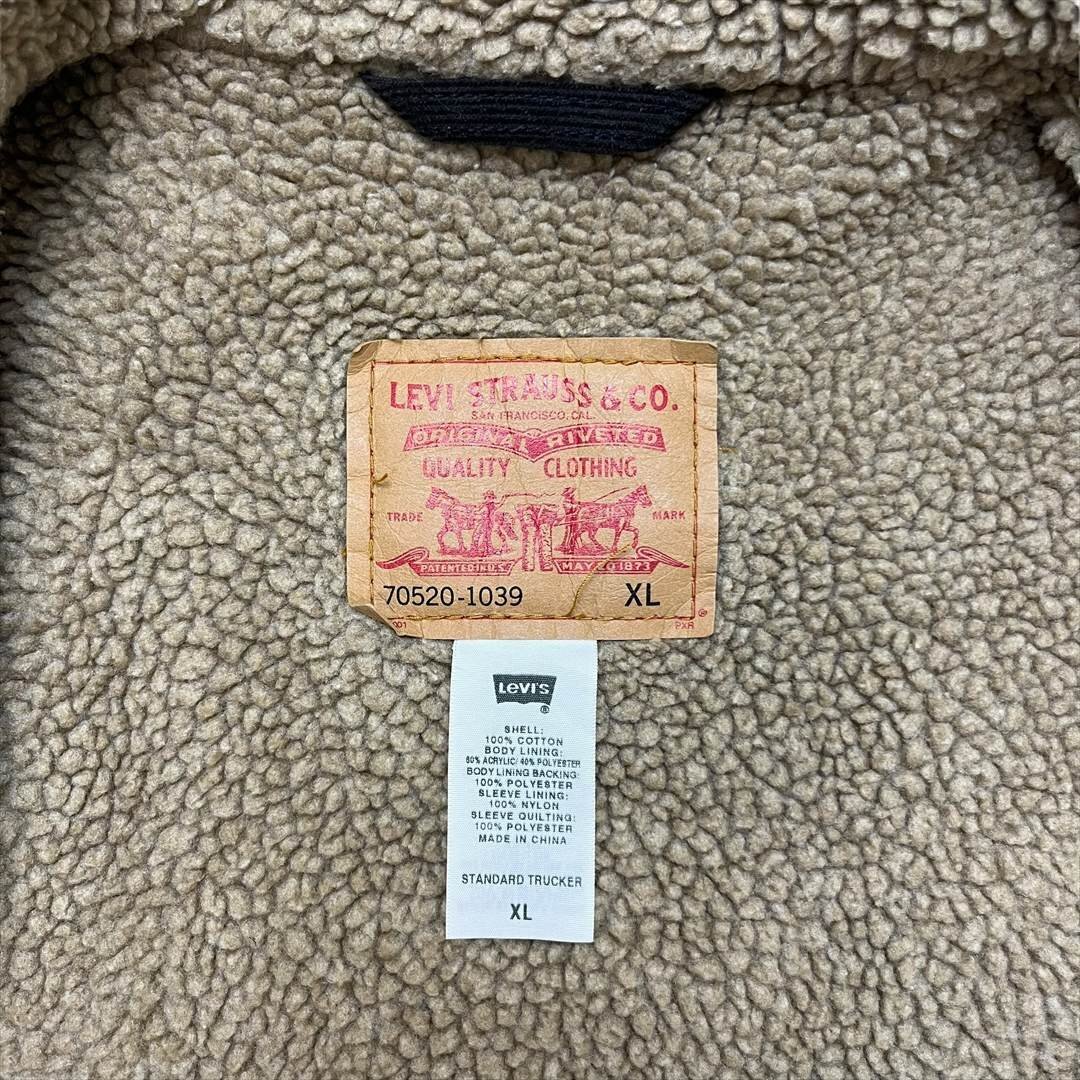 LEVI STRAUSS & CO.
SAN FRANCISCO, CAL.
ORIGINAL RIVETED
QUALITY CLOTHING
TRADE MARK
PATENTED IN U.S. MAY 20 1873
70520-1039 XL
001 PXR ®
LEVI'S
®
SHELL:
100% COTTON
BODY LINING:
60% ACRYLIC/ 40% POLYESTER
BODY LINING BACKING:
100% POLYESTER
SLEEVE LINING:
100% NYLON
SLEEVE QUILTING:
100% POLYESTER
MADE IN CHINA
STANDARD TRUCKER
XL